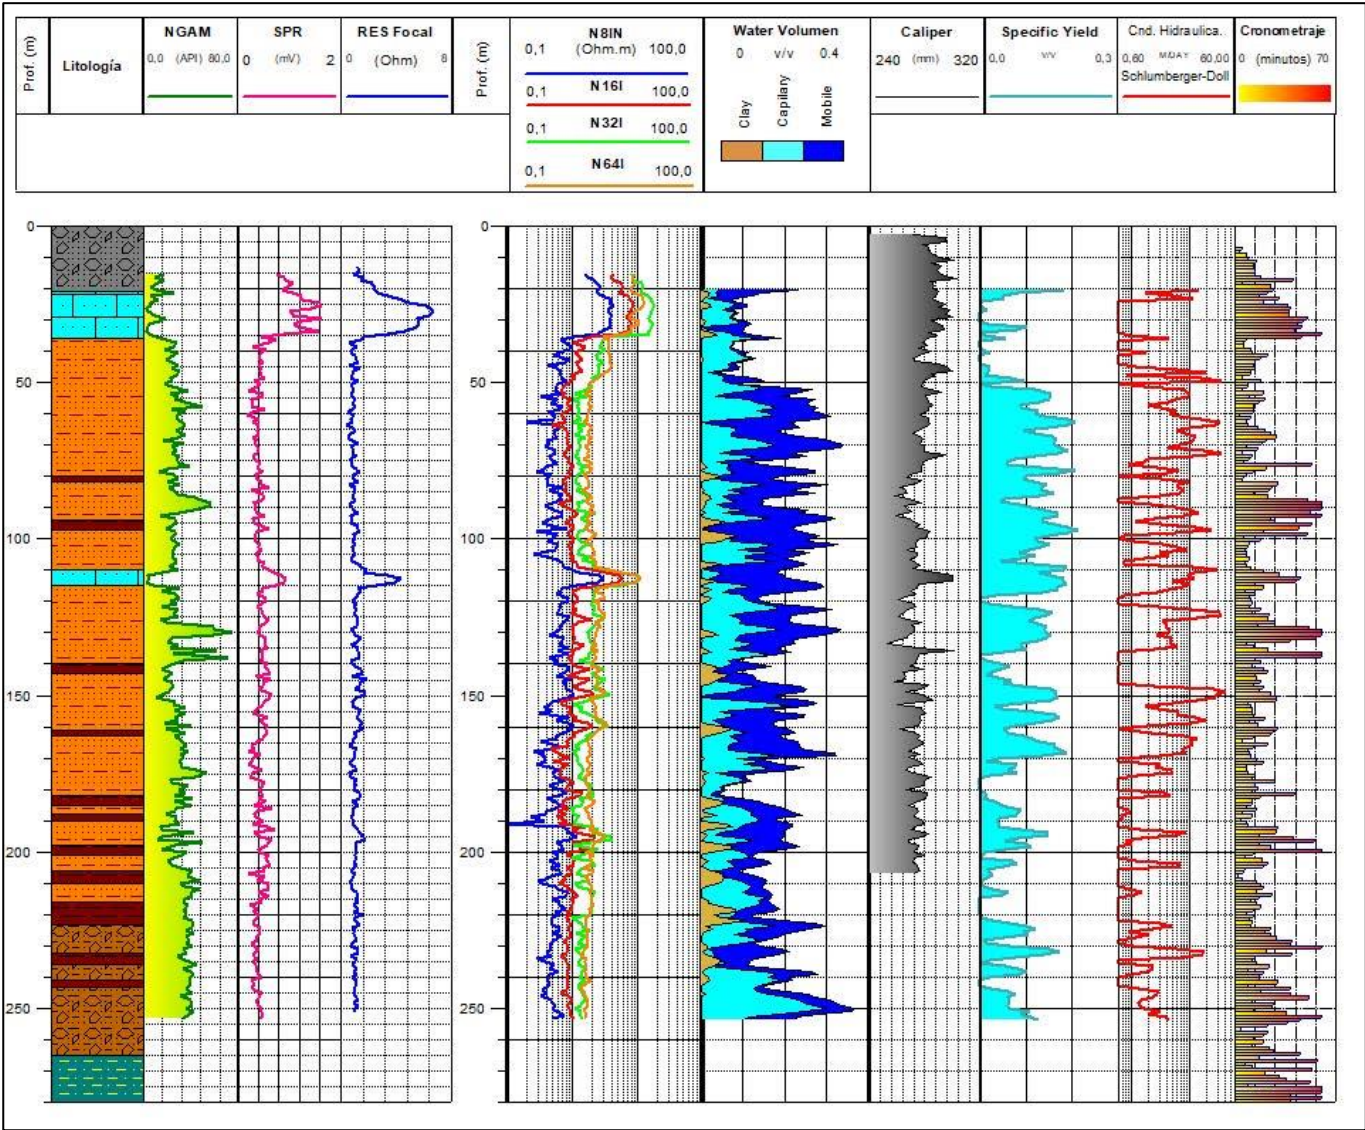 Prof. (m)
Litología
NGAM
0,0 (API) 80,0
SPR
0 (mV) 2
RES Focal
0 (Ohm) 8
Prof. (m)
N8IN
0,1 (Ohm.m) 100,0
N16I
0,1 100,0
N32I
0,1 100,0
N64I
0,1 100,0
Water Volumen
0 v/v 0.4
Clay
Capilary
Mobile
Caliper
240 (mm) 320
Specific Yield
0,0 v/v 0,3
Cnd. Hidraulica.
0,60 M/DAY 60,00
Schlumberger-Doll
Cronometraje
0 (minutos) 70
0
50
100
150
200
250
0
50
100
150
200
250